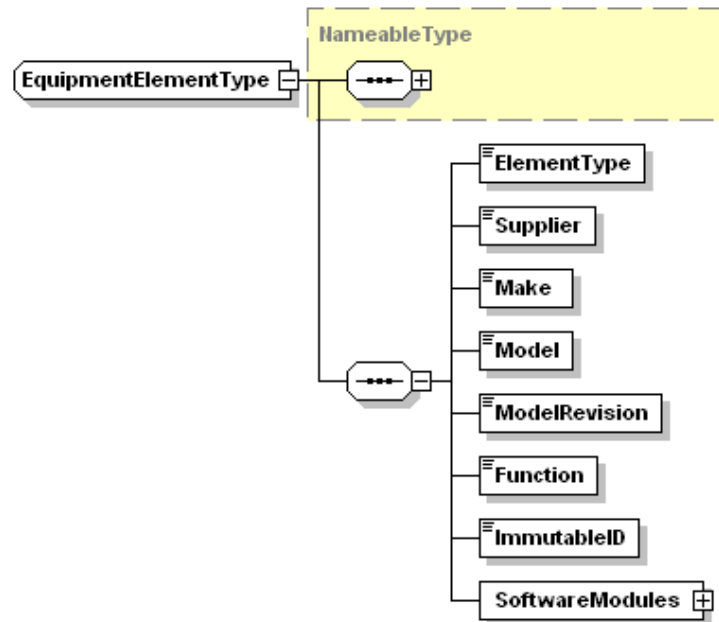 NameableType
EquipmentElementType
ElementType
Supplier
Make
Model
ModelRevision
Function
ImmutableID
SoftwareModules